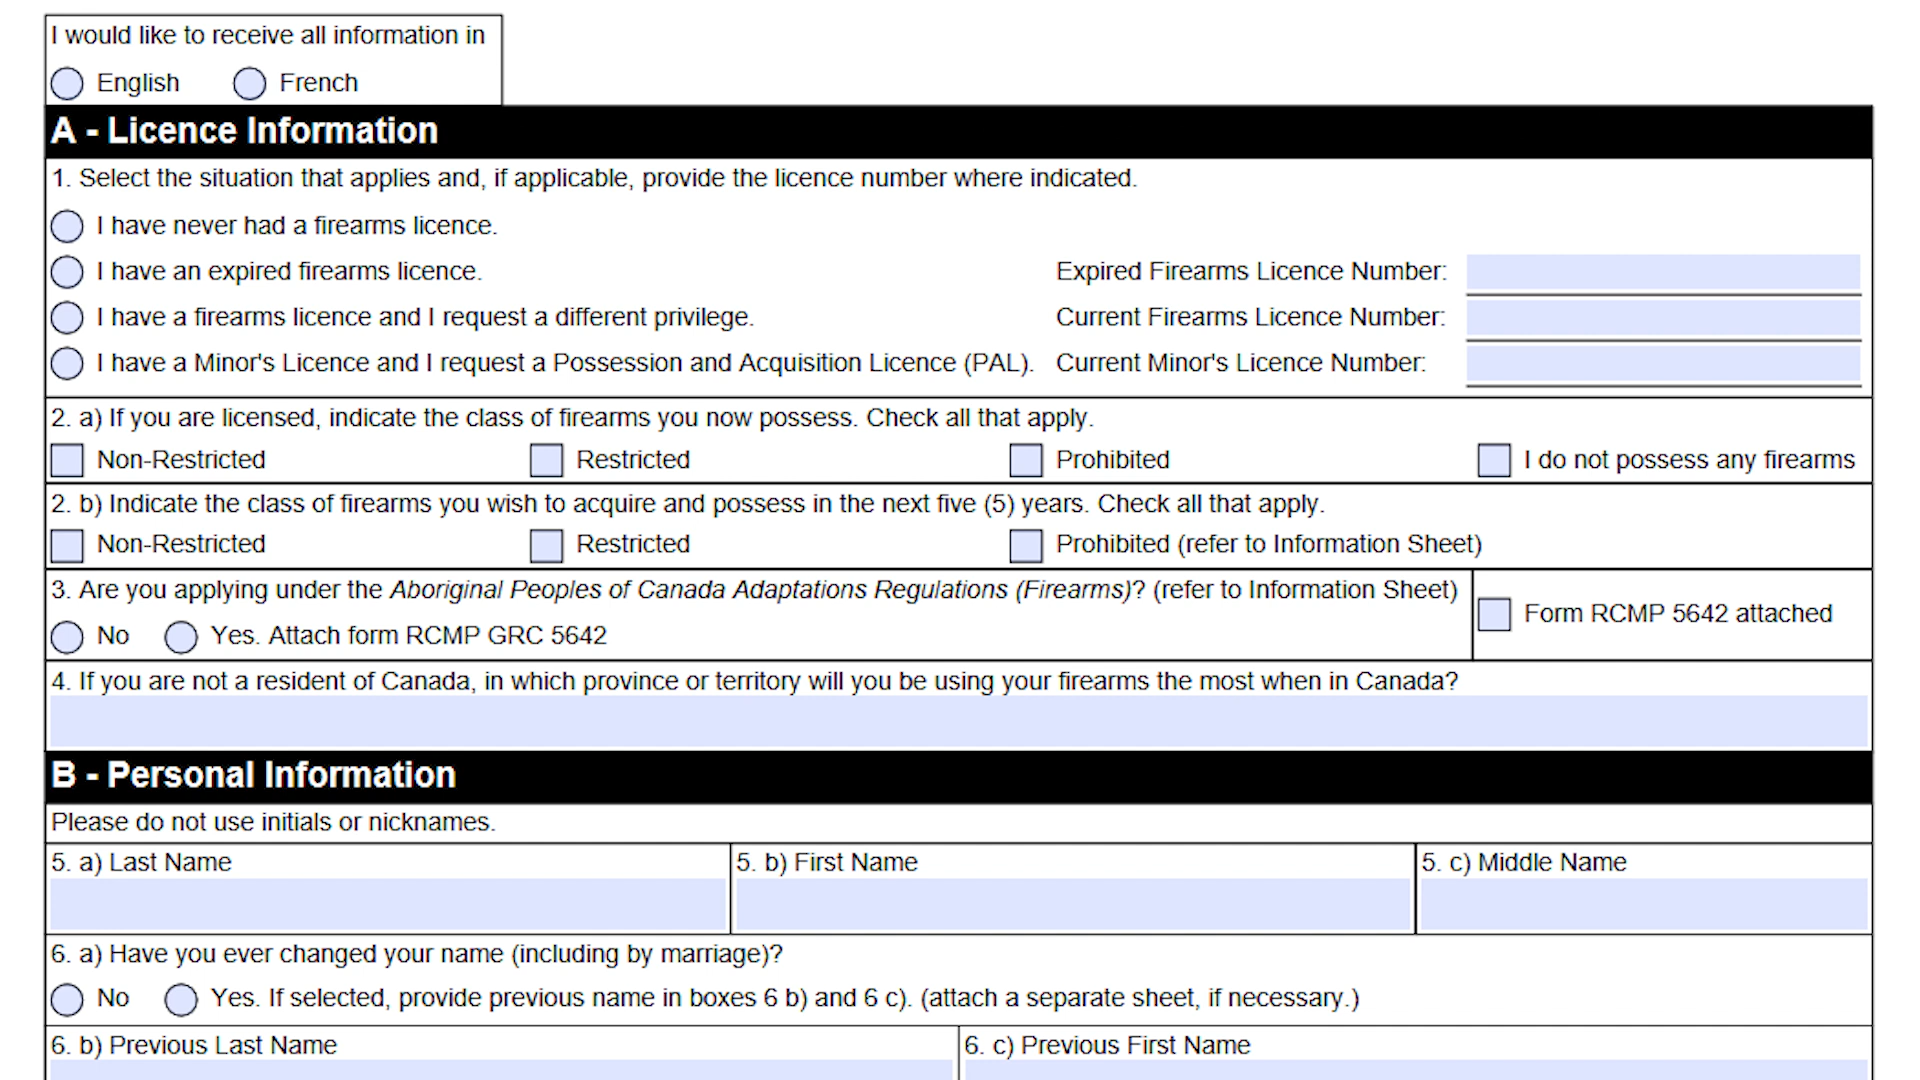 I would like to receive all information in
English French
A - Licence Information
1. Select the situation that applies and, if applicable, provide the licence number where indicated.
I have never had a firearms licence.
I have an expired firearms licence. Expired Firearms Licence Number:
I have a firearms licence and I request a different privilege. Current Firearms Licence Number:
I have a Minor's Licence and I request a Possession and Acquisition Licence (PAL). Current Minor's Licence Number:
2. a) If you are licensed, indicate the class of firearms you now possess. Check all that apply.
Non-Restricted Restricted Prohibited I do not possess any firearms
2. b) Indicate the class of firearms you wish to acquire and possess in the next five (5) years. Check all that apply.
Non-Restricted Restricted Prohibited (refer to Information Sheet)
3. Are you applying under the Aboriginal Peoples of Canada Adaptations Regulations (Firearms)? (refer to Information Sheet)
No Yes. Attach form RCMP GRC 5642
Form RCMP 5642 attached
4. If you are not a resident of Canada, in which province or territory will you be using your firearms the most when in Canada?
B - Personal Information
Please do not use initials or nicknames.
5. a) Last Name 5. b) First Name 5. c) Middle Name
6. a) Have you ever changed your name (including by marriage)?
No Yes. If selected, provide previous name in boxes 6 b) and 6 c). (attach a separate sheet, if necessary.)
6. b) Previous Last Name 6. c) Previous First Name